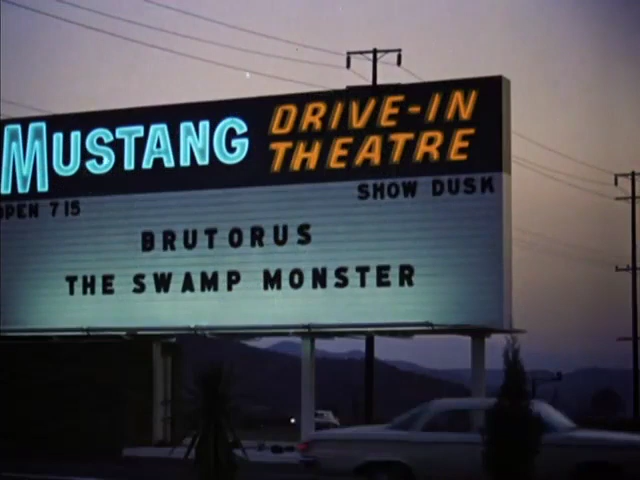 MUSTANG DRIVE-IN THEATRE
OPEN 715 SHOW DUSK
BRUTORUS
THE SWAMP MONSTER